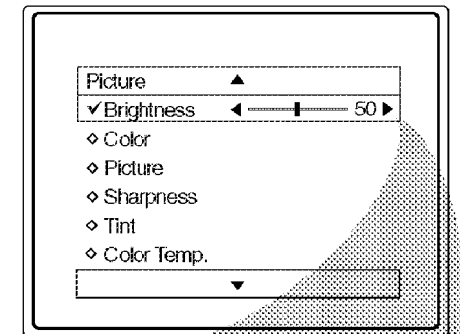 Picture ▲
✔Brightness ◀ 50 ▶
◇ Color
◇ Picture
◇ Sharpness
◇ Tint
◇ Color Temp.
▼